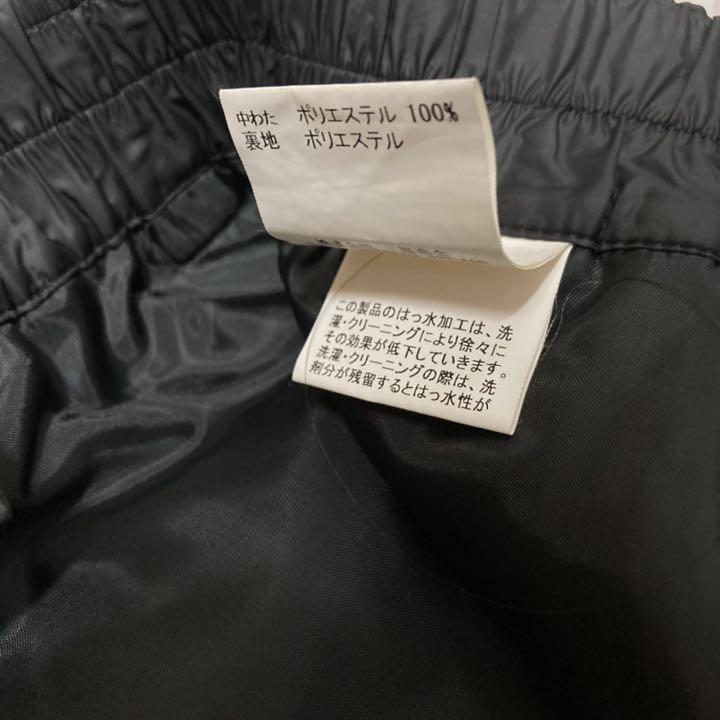 中わた ポリエステル 100%
裏地 ポリエステル
この製品のはっ水加工は、洗
濯・クリーニングにより徐々に
その効果が低下していきます。
洗濯・クリーニングの際は、洗
剤分が残留するとはっ水性が